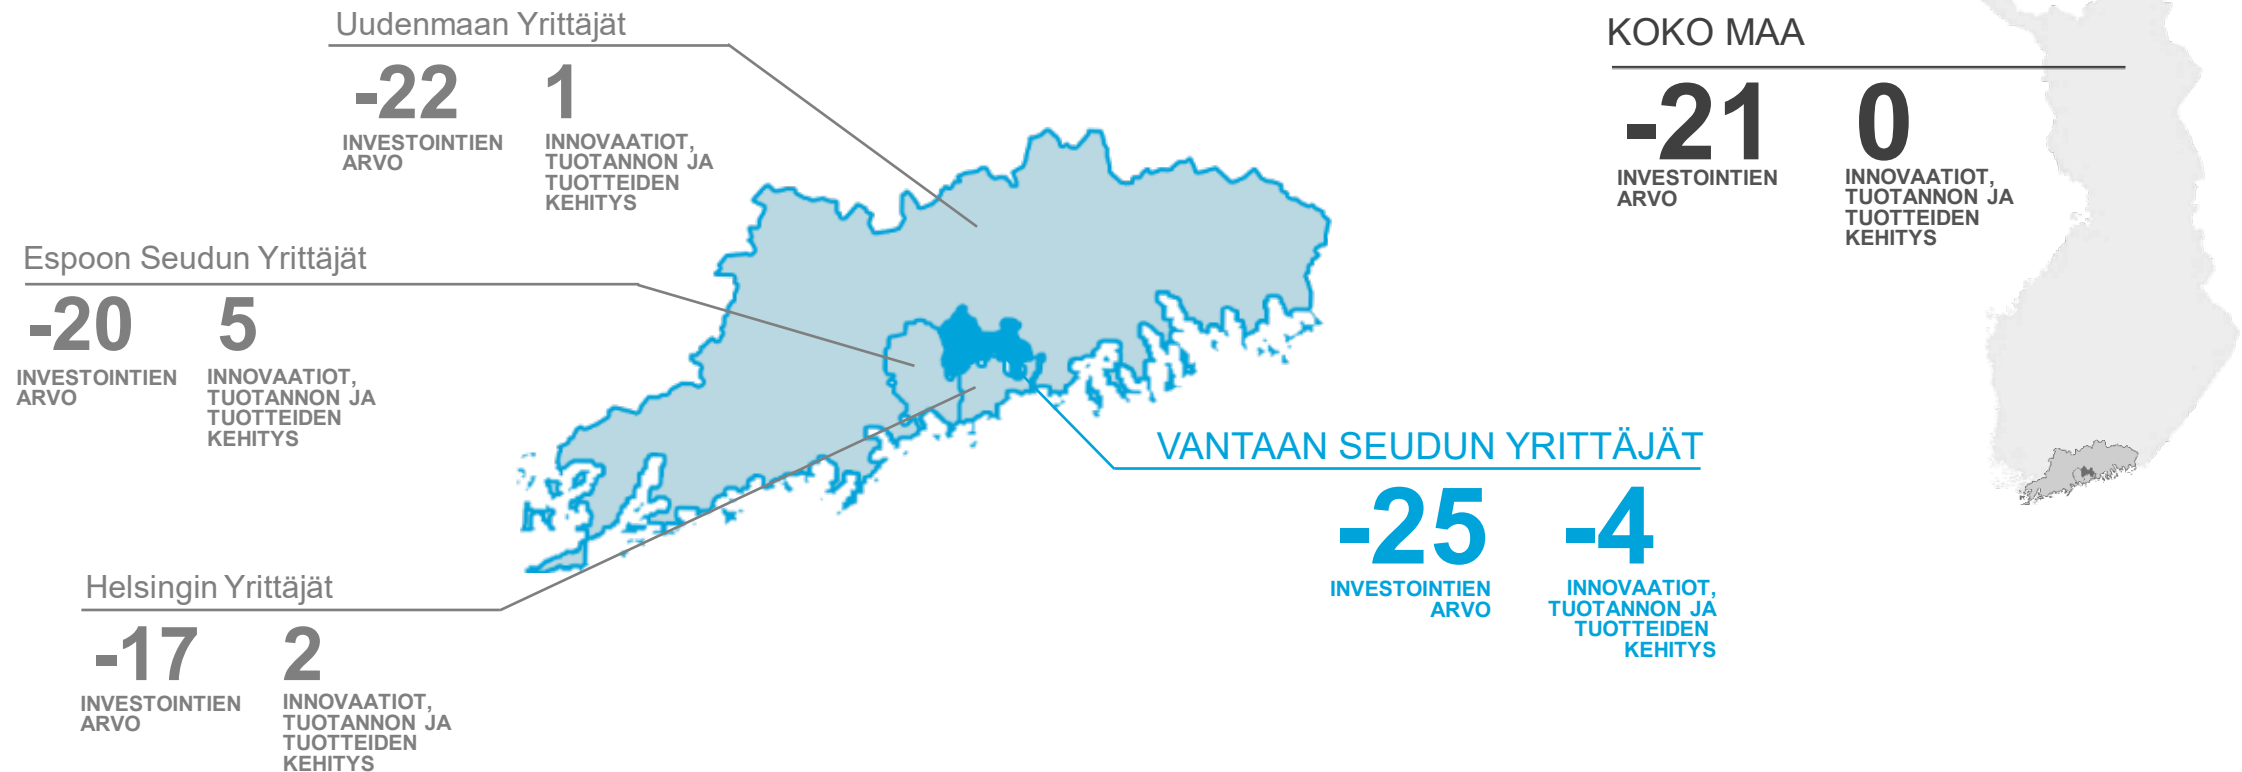 Uudenmaan Yrittäjät
-22
INVESTOINTIEN
ARVO
1
INNOVAATIOT,
TUOTANNON JA
TUOTTEIDEN
KEHITYS
KOKO MAA
-21
INVESTOINTIEN
ARVO
0
INNOVAATIOT,
TUOTANNON JA
TUOTTEIDEN
KEHITYS
Espoon Seudun Yrittäjät
-20
INVESTOINTIEN
ARVO
5
INNOVAATIOT,
TUOTANNON JA
TUOTTEIDEN
KEHITYS
VANTAAN SEUDUN YRITTÄJÄT
-25
INVESTOINTIEN
ARVO
-4
INNOVAATIOT,
TUOTANNON JA
TUOTTEIDEN
KEHITYS
Helsingin Yrittäjät
-17
INVESTOINTIEN
ARVO
2
INNOVAATIOT,
TUOTANNON JA
TUOTTEIDEN
KEHITYS